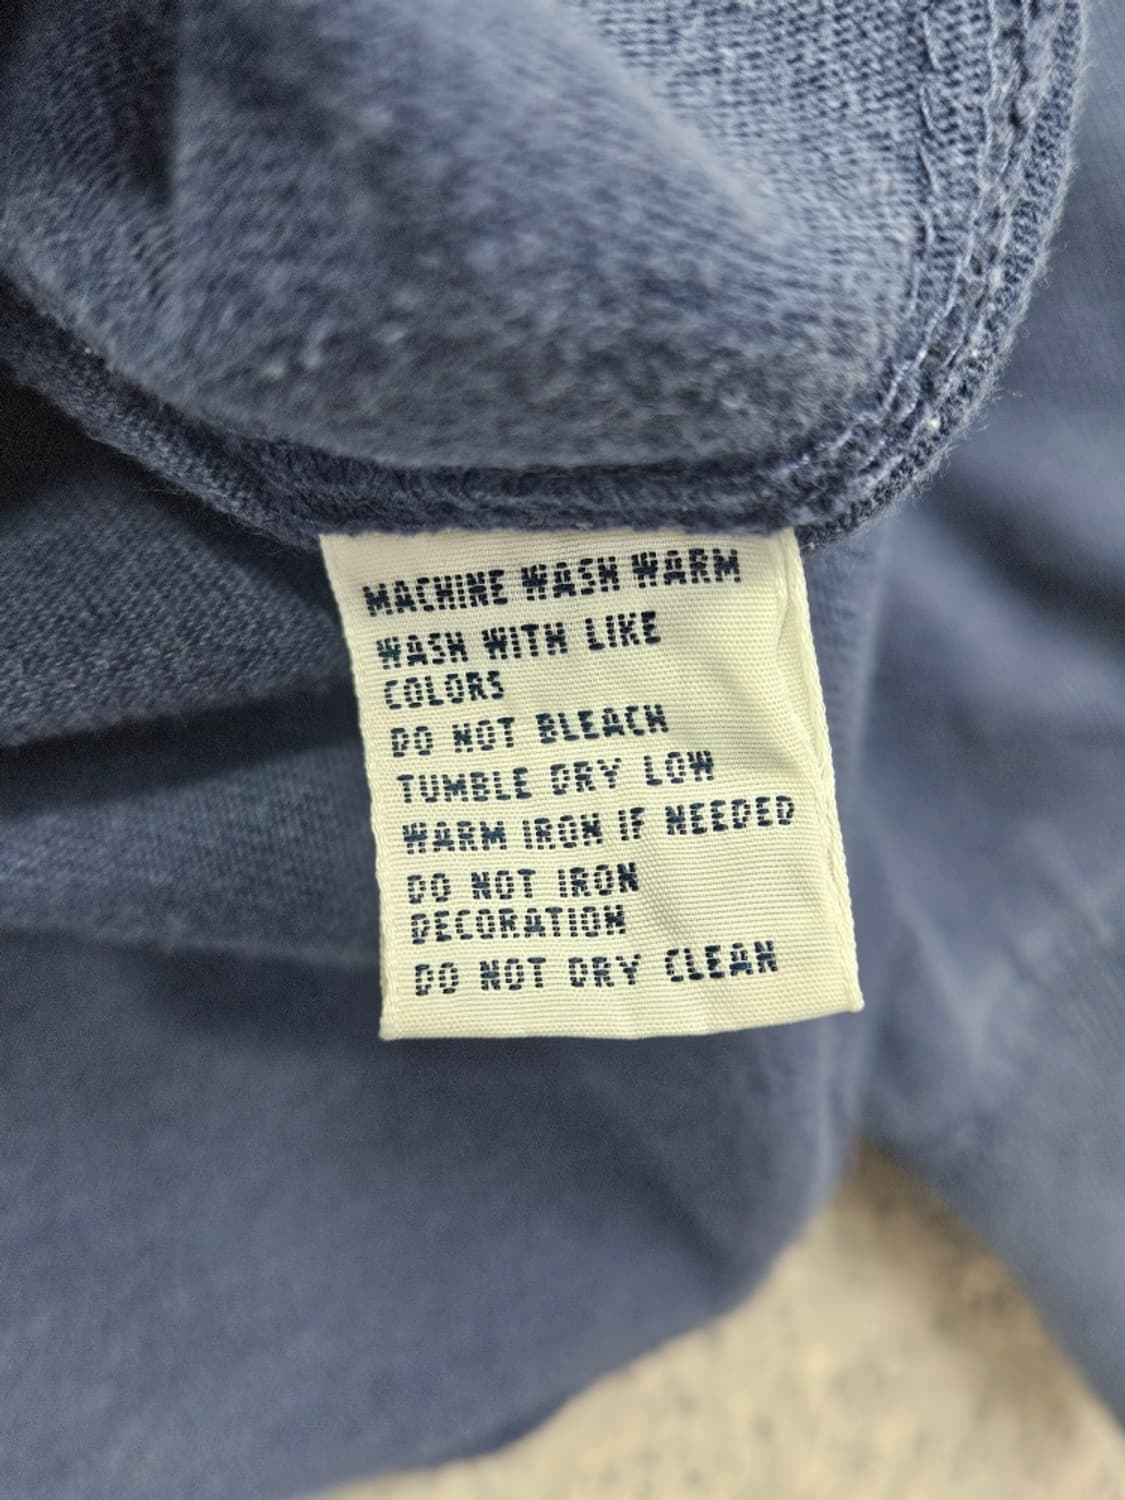 MACHINE WASH WARM
WASH WITH LIKE
COLORS
DO NOT BLEACH
TUMBLE DRY LOW
WARM IRON IF NEEDED
DO NOT IRON
DECORATION
DO NOT DRY CLEAN